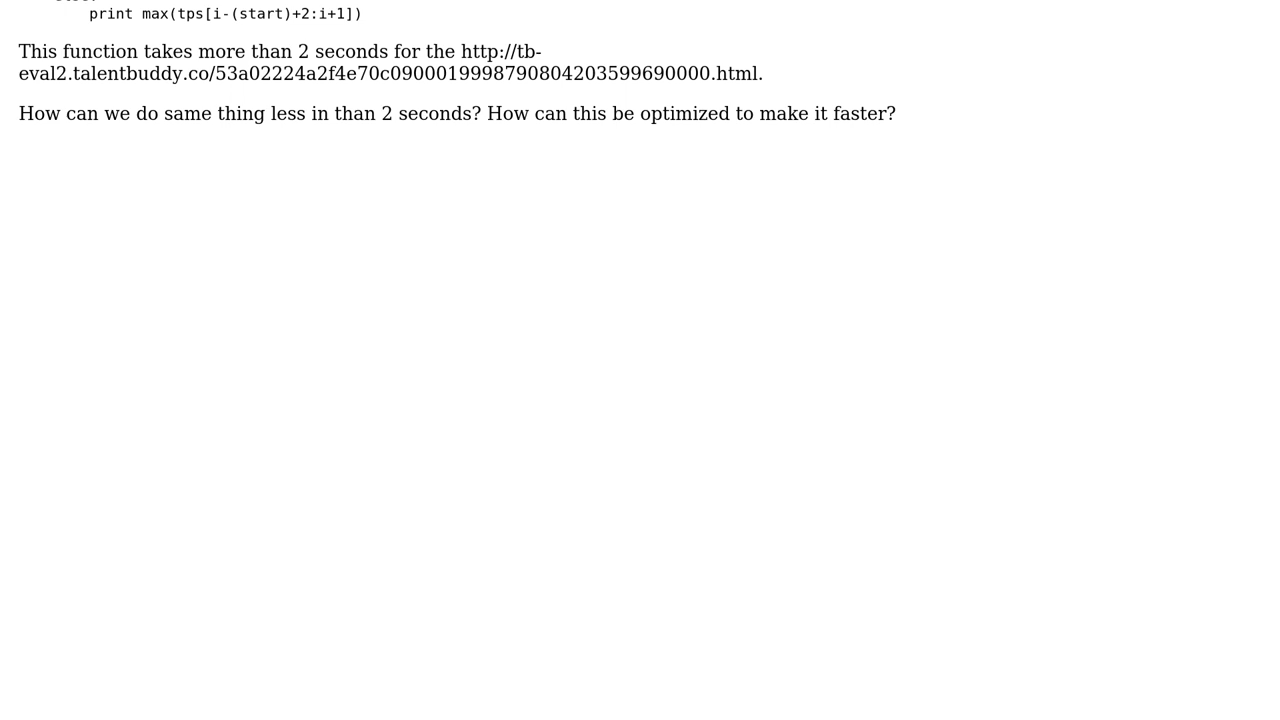 print max(tps[i-(start)+2:i+1])
This function takes more than 2 seconds for the http://tb-
eval2.talentbuddy.co/53a02224a2f4e70c0900019998790804203599690000.html.
How can we do same thing less in than 2 seconds? How can this be optimized to make it faster?